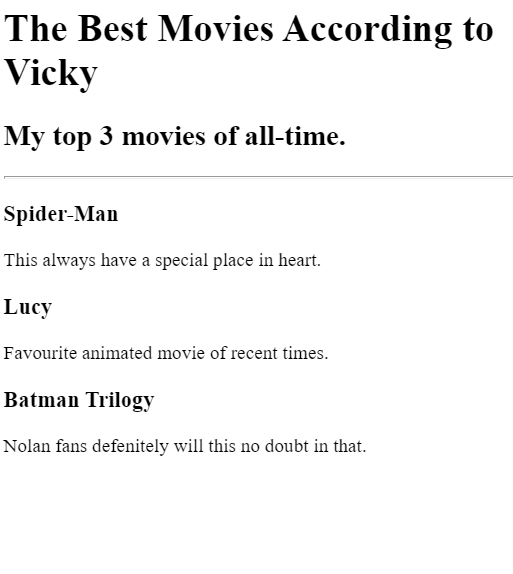 The Best Movies According to
Vicky
My top 3 movies of all-time.
Spider-Man
This always have a special place in heart.
Lucy
Favourite animated movie of recent times.
Batman Trilogy
Nolan fans defenitely will this no doubt in that.